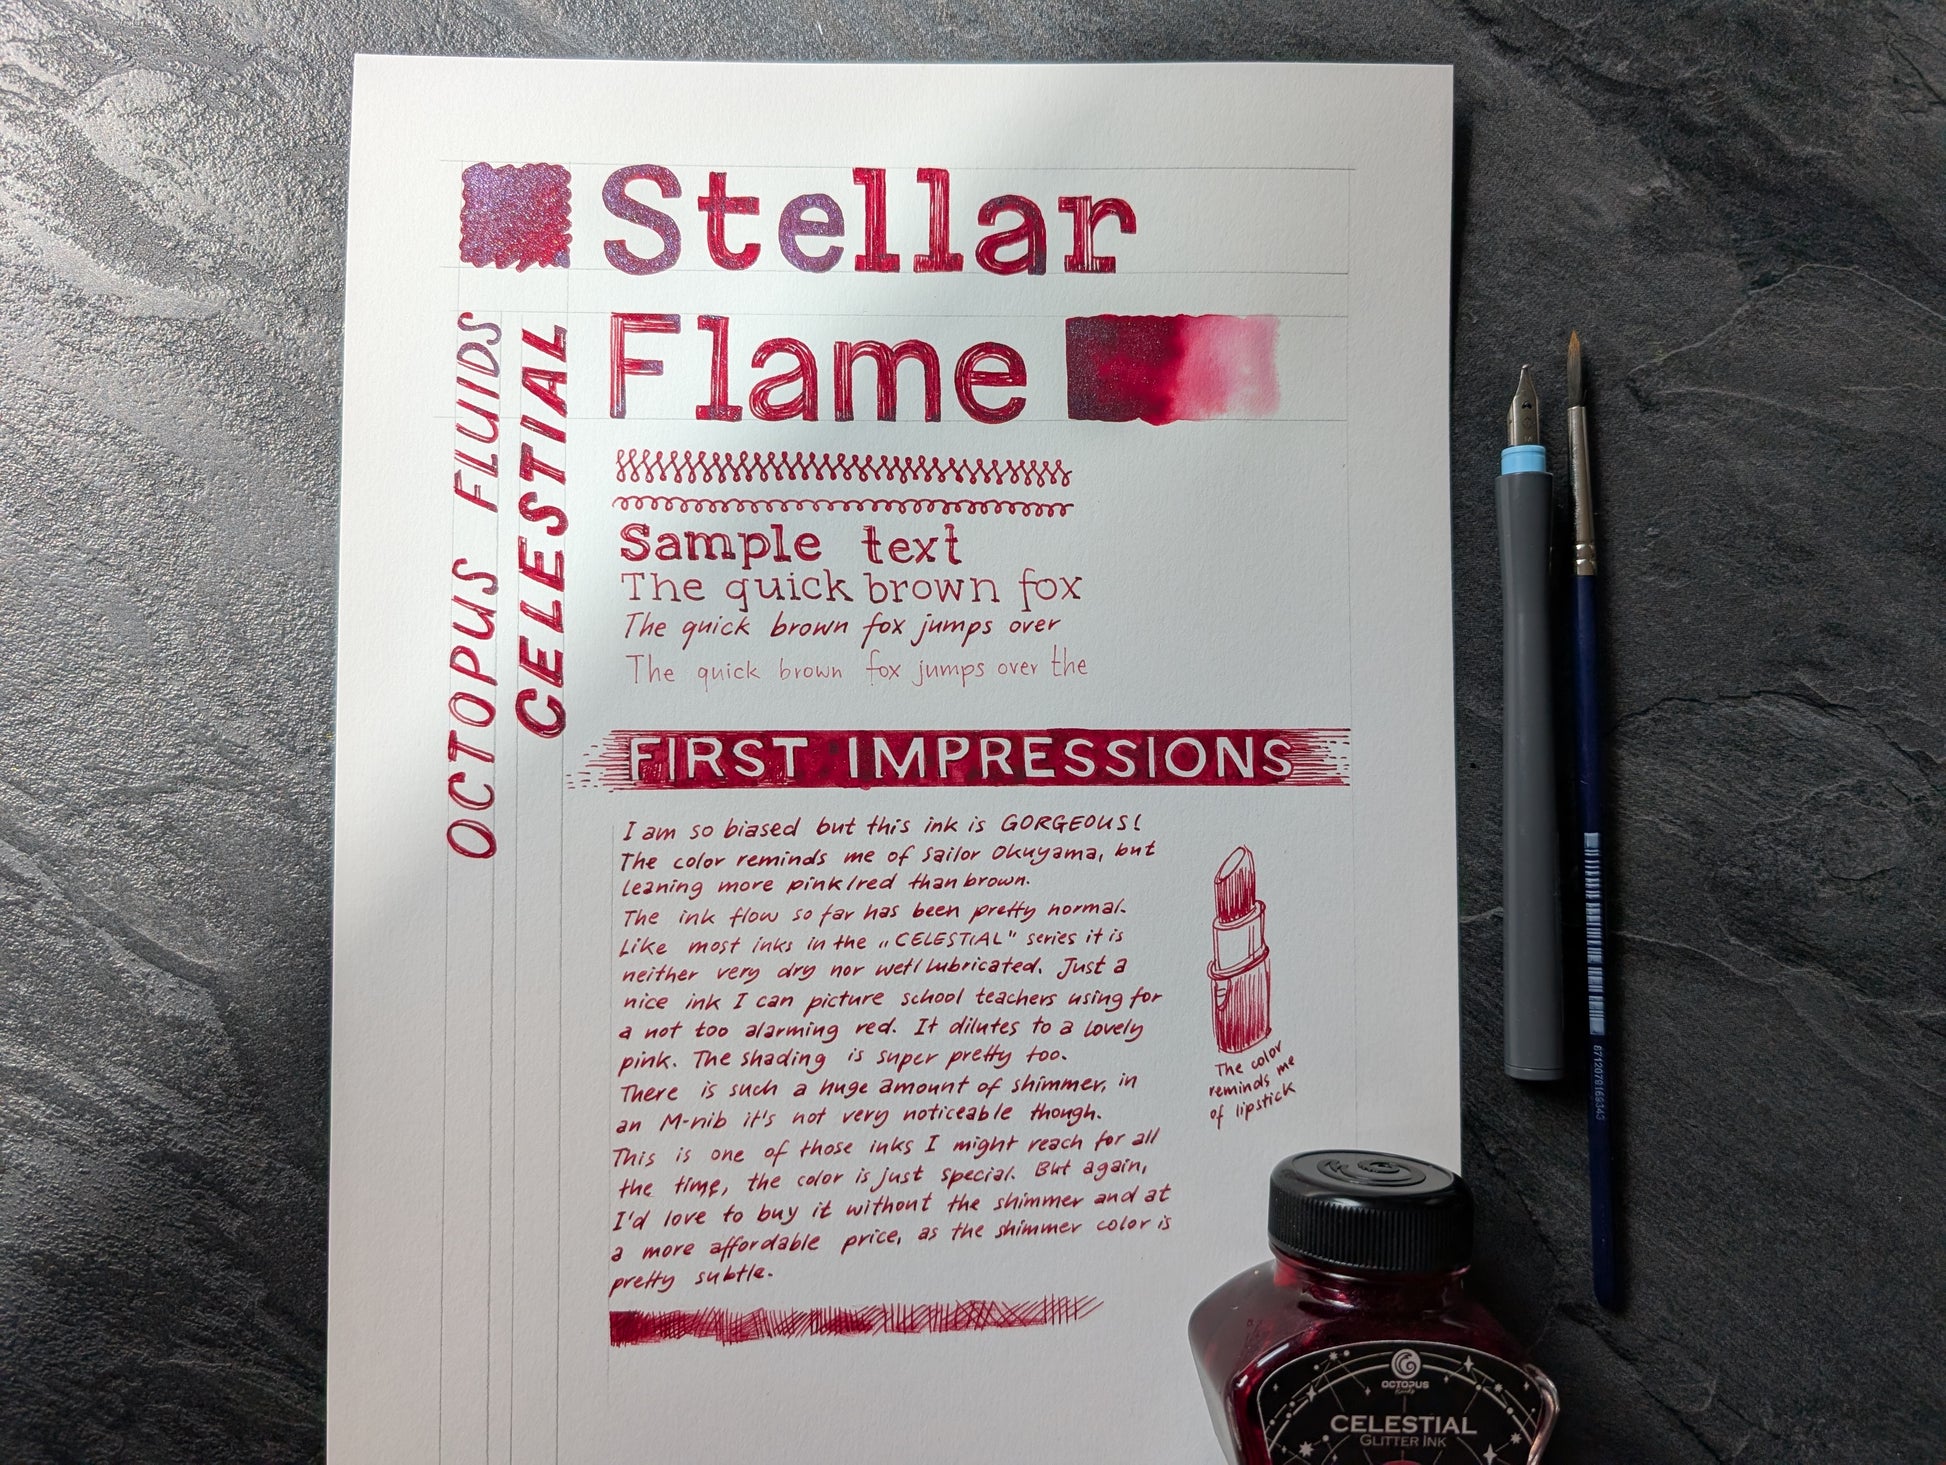 Stellar
Flame
OCTOPUS FLUIDS
CELESTIAL
Sample text
The quick brown fox
The quick brown fox jumps over
The quick brown fox jumps over the
FIRST IMPRESSIONS
I am so biased but this ink is GORGEOUS!
The color reminds me of Sailor Okuyama, but
leaning more pink/red than brown.
The ink flow so far has been pretty normal.
Like most inks in the „CELESTIAL" series it is
neither very dry nor wet/lubricated. Just a
nice ink I can picture school teachers using for
a not too alarming red. It dilutes to a lovely
pink. The shading is super pretty too.
There is such a huge amount of shimmer, in
an M-nib it's not very noticeable though.
This is one of those inks I might reach for all
the time, the color is just special. But again,
I'd love to buy it without the shimmer and at
a more affordable price, as the shimmer color is
pretty subtle.
The color
reminds me
of lipstick
OCTOPUS
fluids
CELESTIAL
GLITTER INK